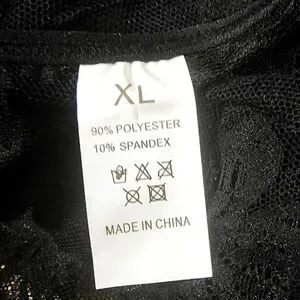 XL
90% POLYESTER
10% SPANDEX
MADE IN CHINA